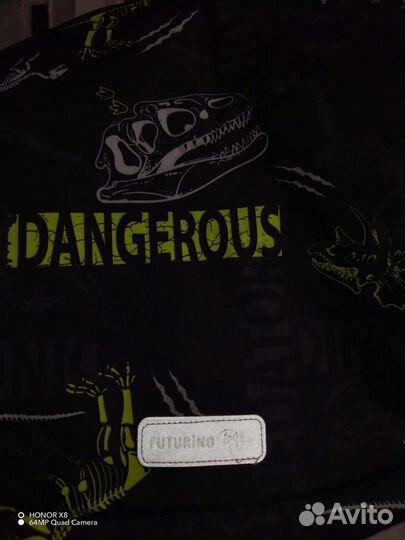 DANGEROUS
FUTURINO Boy
HONOR X8
64MP Quad Camera
Avito